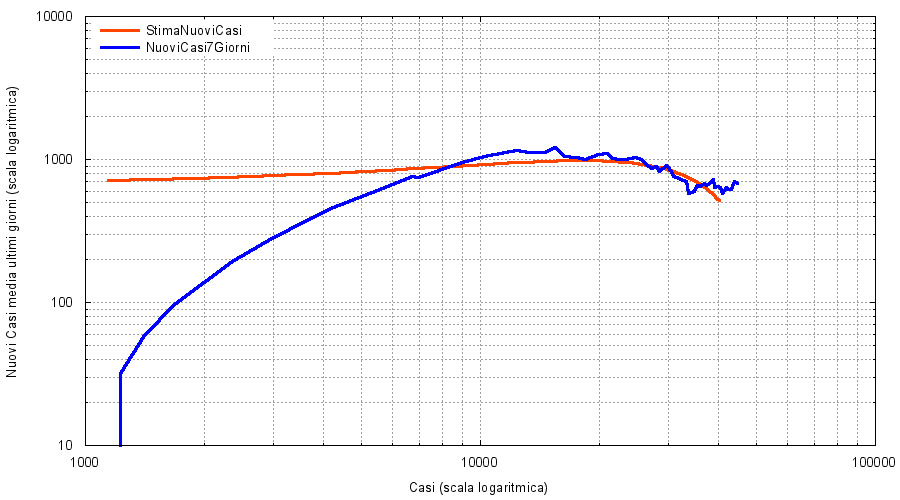 10000
StimaNuoviCasi
NuoviCasi7Giorni
1000
100
10
Nuovi Casi media ultimi giorni (scala logaritmica)
1000 10000 100000
Casi (scala logaritmica)